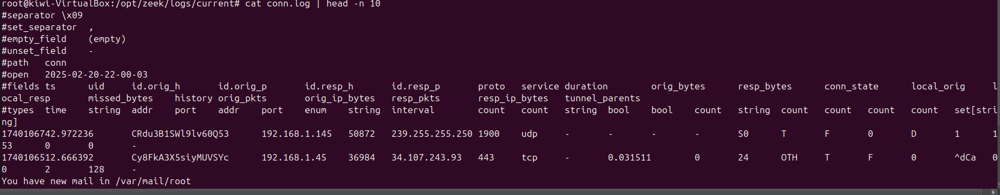 root@kiwi-VirtualBox:/opt/zeek/logs/current# cat conn.log | head -n 10
#separator \x09
#set_separator	,
#empty_field	(empty)
#unset_field	-
#path	conn
#open	2025-02-20-22-00-03
#fields	ts	uid	id.orig_h	id.orig_p	id.resp_h	id.resp_p	proto	service	duration	orig_bytes	resp_bytes	conn_state	local_orig	l
ocal_resp	missed_bytes	history	orig_pkts	orig_ip_bytes	resp_pkts	resp_ip_bytes	tunnel_parents
#types	time	string	addr	port	addr	port	enum	string	interval	count	count	string	bool	bool	count	string	count	count	count	count	set[stri
ng]
1740106742.972236	CRdu3B1SWl9lv60Q53	192.168.1.145	50872	239.255.255.250	1900	udp	-	-	-	-	S0	T	F	0	D	1	1
53	0	0	-
1740106512.666392	Cy8FkA3X5siyMUVSYc	192.168.1.45	36984	34.107.243.93	443	tcp	-	0.031511	0	24	OTH	T	F	0	^dCa	0
0	2	128	-
You have new mail in /var/mail/root